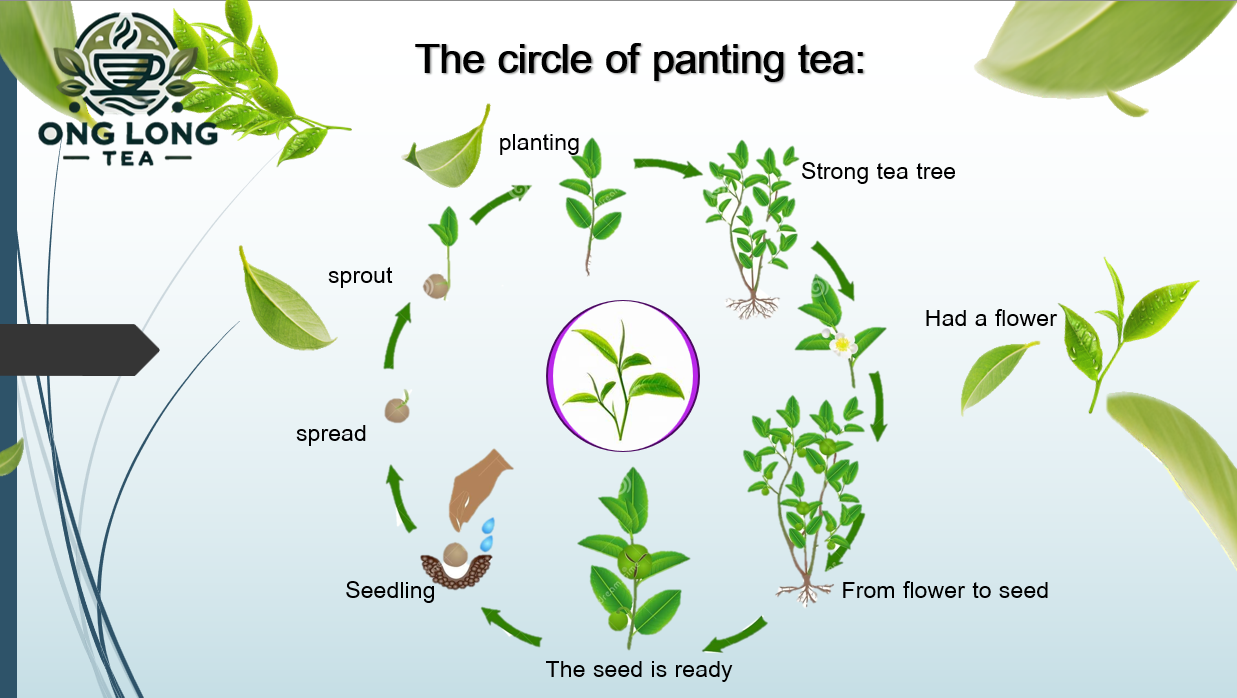 ONG LONG
TEA
The circle of panting tea:
planting
Strong tea tree
sprout
Had a flower
spread
Seedling
From flower to seed
The seed is ready